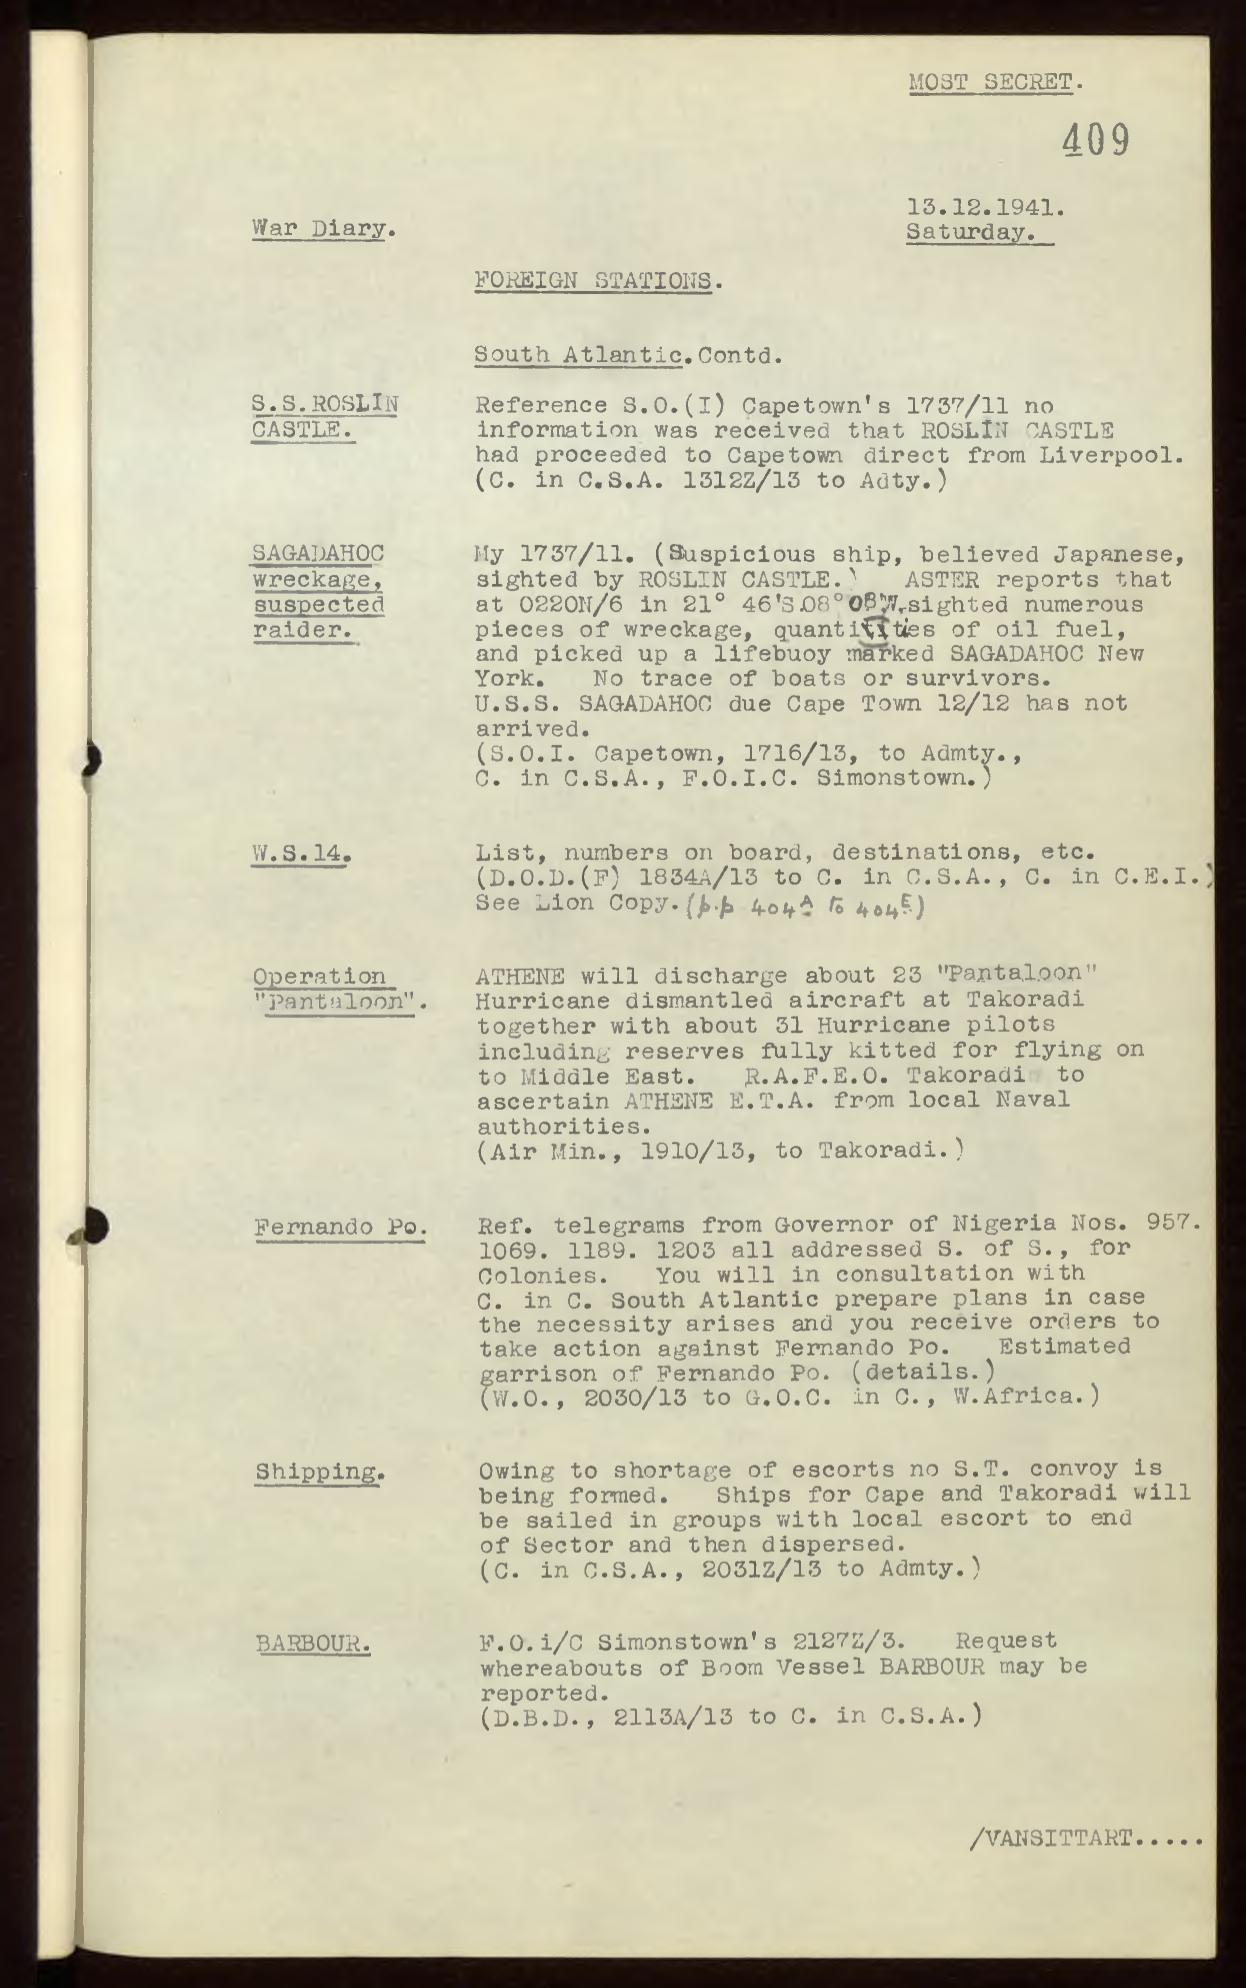 MOST SECRET.
409
13.12.1941.
War Diary.
Saturday.
FOREIGN STATIONS.
South Atlantic. Contd.
S.S. ROSLIN
CASTLE.
Reference S.O.(I) Capetown's 1737/11 no
information was received that ROSLIN CASTLE
had proceeded to Capetown direct from Liverpool.
(C. in C.S.A. 1312Z/13 to Adty.)
SAGADAHOC
wreckage,
suspected
raider.
My 1737/11. (Suspicious ship, believed Japanese,
sighted by ROSLIN CASTLE.) ASTER reports that
at 0220N/6 in 21° 46'S.08° 08'W. sighted numerous
pieces of wreckage, quantities of oil fuel,
and picked up a lifebuoy marked SAGADAHOC New
York. No trace of boats or survivors.
U.S.S. SAGADAHOC due Cape Town 12/12 has not
arrived.
(S.O.I. Capetown, 1716/13, to Admty.,
C. in C.S.A., F.O.I.C. Simonstown.)
W.S.14.
List, numbers on board, destinations, etc.
(D.O.D.(F) 1834A/13 to C. in C.S.A., C. in C.E.I.)
See Lion Copy. (p.p 404A to 404E)
Operation
"Pantaloon".
ATHENE will discharge about 23 "Pantaloon"
Hurricane dismantled aircraft at Takoradi
together with about 31 Hurricane pilots
including reserves fully kitted for flying on
to Middle East. R.A.F.E.O. Takoradi to
ascertain ATHENE E.T.A. from local Naval
authorities.
(Air Min., 1910/13, to Takoradi.)
Fernando Po.
Ref. telegrams from Governor of Nigeria Nos. 957.
1069. 1189. 1203 all addressed S. of S., for
Colonies. You will in consultation with
C. in C. South Atlantic prepare plans in case
the necessity arises and you receive orders to
take action against Fernando Po. Estimated
garrison of Fernando Po. (details.)
(W.O., 2030/13 to G.O.C. in C., W.Africa.)
Shipping.
Owing to shortage of escorts no S.T. convoy is
being formed. Ships for Cape and Takoradi will
be sailed in groups with local escort to end
of Sector and then dispersed.
(C. in C.S.A., 2031Z/13 to Admty.)
BARBOUR.
F.O.i/C Simonstown's 2127Z/3. Request
whereabouts of Boom Vessel BARBOUR may be
reported.
(D.B.D., 2113A/13 to C. in C.S.A.)
/VANSITTART.....